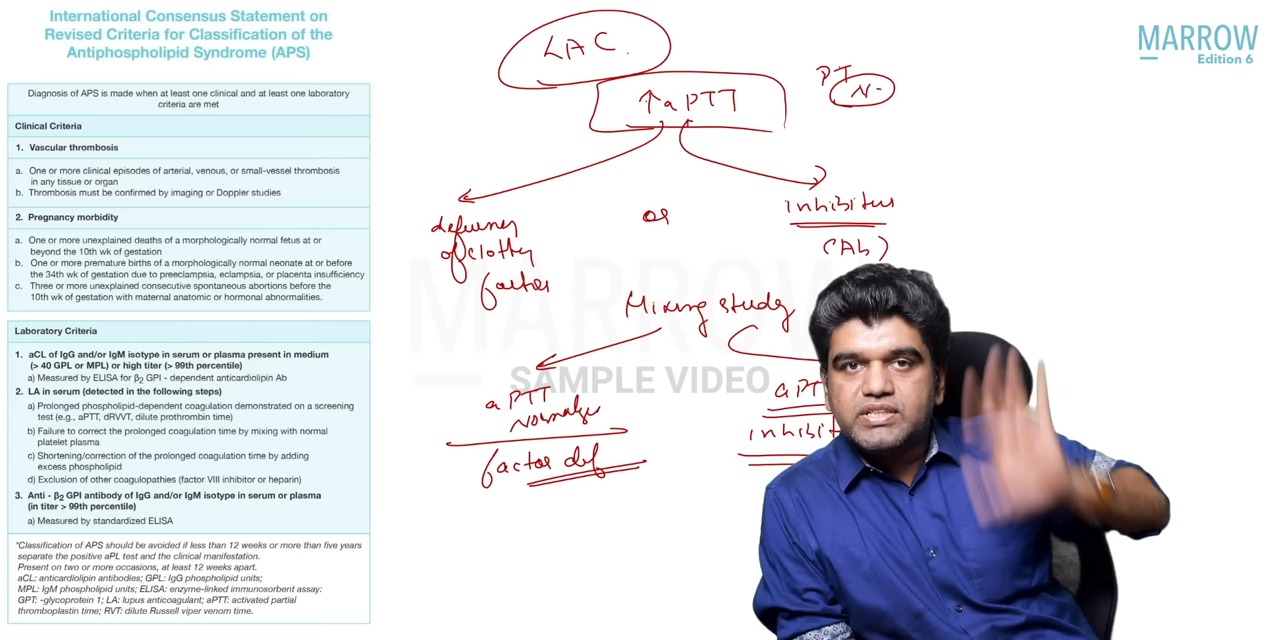 International Consensus Statement on
Revised Criteria for Classification of the
Antiphospholipid Syndrome (APS)
Diagnosis of APS is made when at least one clinical and at least one laboratory
criteria are met
Clinical Criteria
1. Vascular thrombosis
a. One or more clinical episodes of arterial, venous, or small-vessel thrombosis
in any tissue or organ
b. Thrombosis must be confirmed by imaging or Doppler studies
2. Pregnancy morbidity
a. One or more unexplained deaths of a morphologically normal fetus at or
beyond the 10th wk of gestation
b. One or more premature births of a morphologically normal neonate at or before
the 34th wk of gestation due to preeclampsia, eclampsia, or placenta insufficiency
c. Three or more unexplained consecutive spontaneous abortions before the
10th wk of gestation with maternal anatomic or hormonal abnormalities.
Laboratory Criteria
1. aCL of IgG and/or IgM isotype in serum or plasma present in medium
(> 40 GPL or MPL) or high titer (> 99th percentile)
a) Measured by ELISA for β2 GPI - dependent anticardiolipin Ab
2. LA in serum (detected in the following steps)
a) Prolonged phospholipid-dependent coagulation demonstrated on a screening
test (e.g., aPTT, dRVVT, dilute prothrombin time)
b) Failure to correct the prolonged coagulation time by mixing with normal
platelet plasma
c) Shortening/correction of the prolonged coagulation time by adding
excess phospholipid
d) Exclusion of other coagulopathies (factor VIII inhibitor or heparin)
3. Anti - β2 GPI antibody of IgG and/or IgM isotype in serum or plasma
(in titer > 99th percentile)
a) Measured by standardized ELISA
*Classification of APS should be avoided if less than 12 weeks or more than five years
separate the positive aPL test and the clinical manifestation.
Present on two or more occasions, at least 12 weeks apart.
aCL: anticardiolipin antibodies; GPL: IgG phospholipid units;
MPL: IgM phospholipid units; ELISA: enzyme-linked immunosorbent assay:
GPT: -glycoprotein 1; LA: lupus anticoagulant; aPTT: activated partial
thromboplastin time; RVT: dilute Russell viper venom time.
LAC.
↑aPTT
PT
N-
or
inhibitor
(Ab)
of clotting
factor
Mixing study
aPTT
factor def
aPT
inhibit
MARROW
Edition 6
MARROW
SAMPLE VIDEO